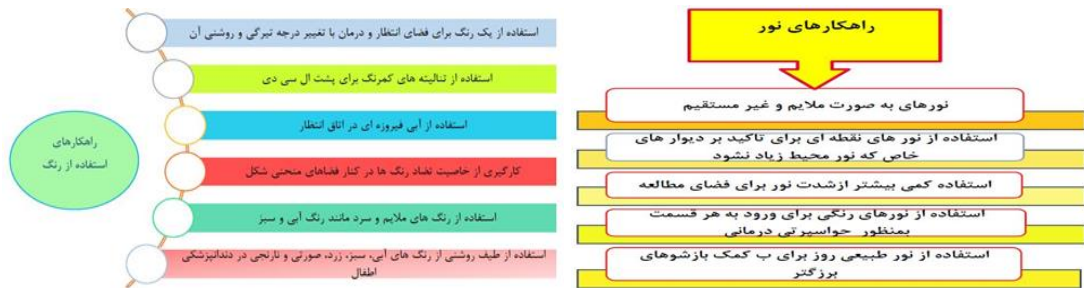 راهکارهای نور
نورهای به صورت ملایم و غیر مستقیم
استفاده از نور های نقطه ای برای تاکید بر دیوار های
خاص که نور محیط زیاد نشود
استفاده کمی بیشتر ازشدت نور برای فضای مطالعه
استفاده از نورهای رنگی برای ورود به هر قسمت
بمنظور حواسپرتی درمانی
استفاده از نور طبیعی روز برای ب کمک بازشوهای
برزگتر
راهکارهای
استفاده از رنگ
استفاده از یک رنگ برای فضای انتظار و درمان با تغییر درجه تیرگی و روشنی آن
استفاده از تنالیته های کمرنگ برای پشت ال سی دی
استفاده از آبی فیروزه ای در اتاق انتظار
کارگیری از خاصیت تضاد رنگ ها در کنار فضاهای منحنی شکل
استفاده از رنگ های ملایم و سرد مانند رنگ آبی و سبز
استفاده از طیف روشنی از رنگ های آبی، سبز، زرد، صورتی و نارنجی در دندانپزشکی
اطفال